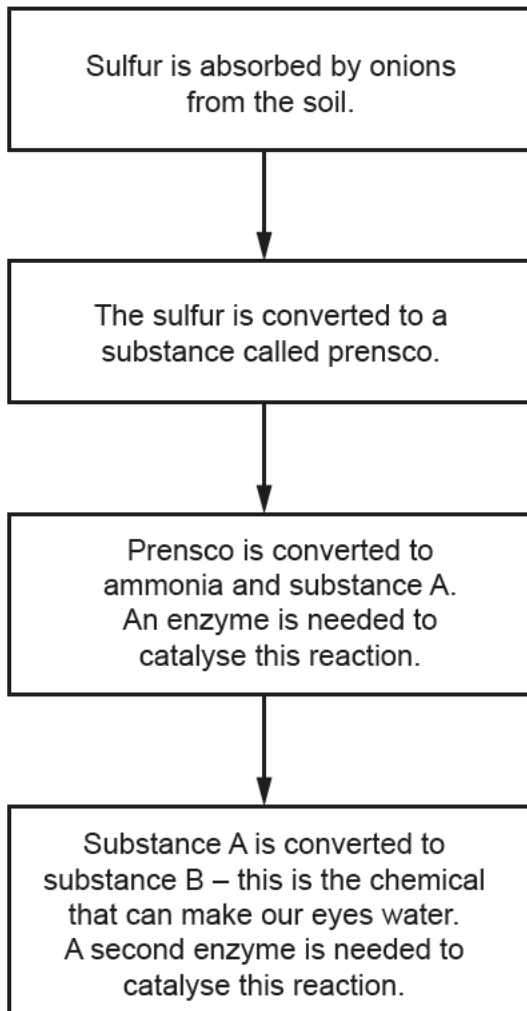 Sulfur is absorbed by onions
from the soil.
The sulfur is converted to a
substance called prensco.
Prensco is converted to
ammonia and substance A.
An enzyme is needed to
catalyse this reaction.
Substance A is converted to
substance B – this is the chemical
that can make our eyes water.
A second enzyme is needed to
catalyse this reaction.